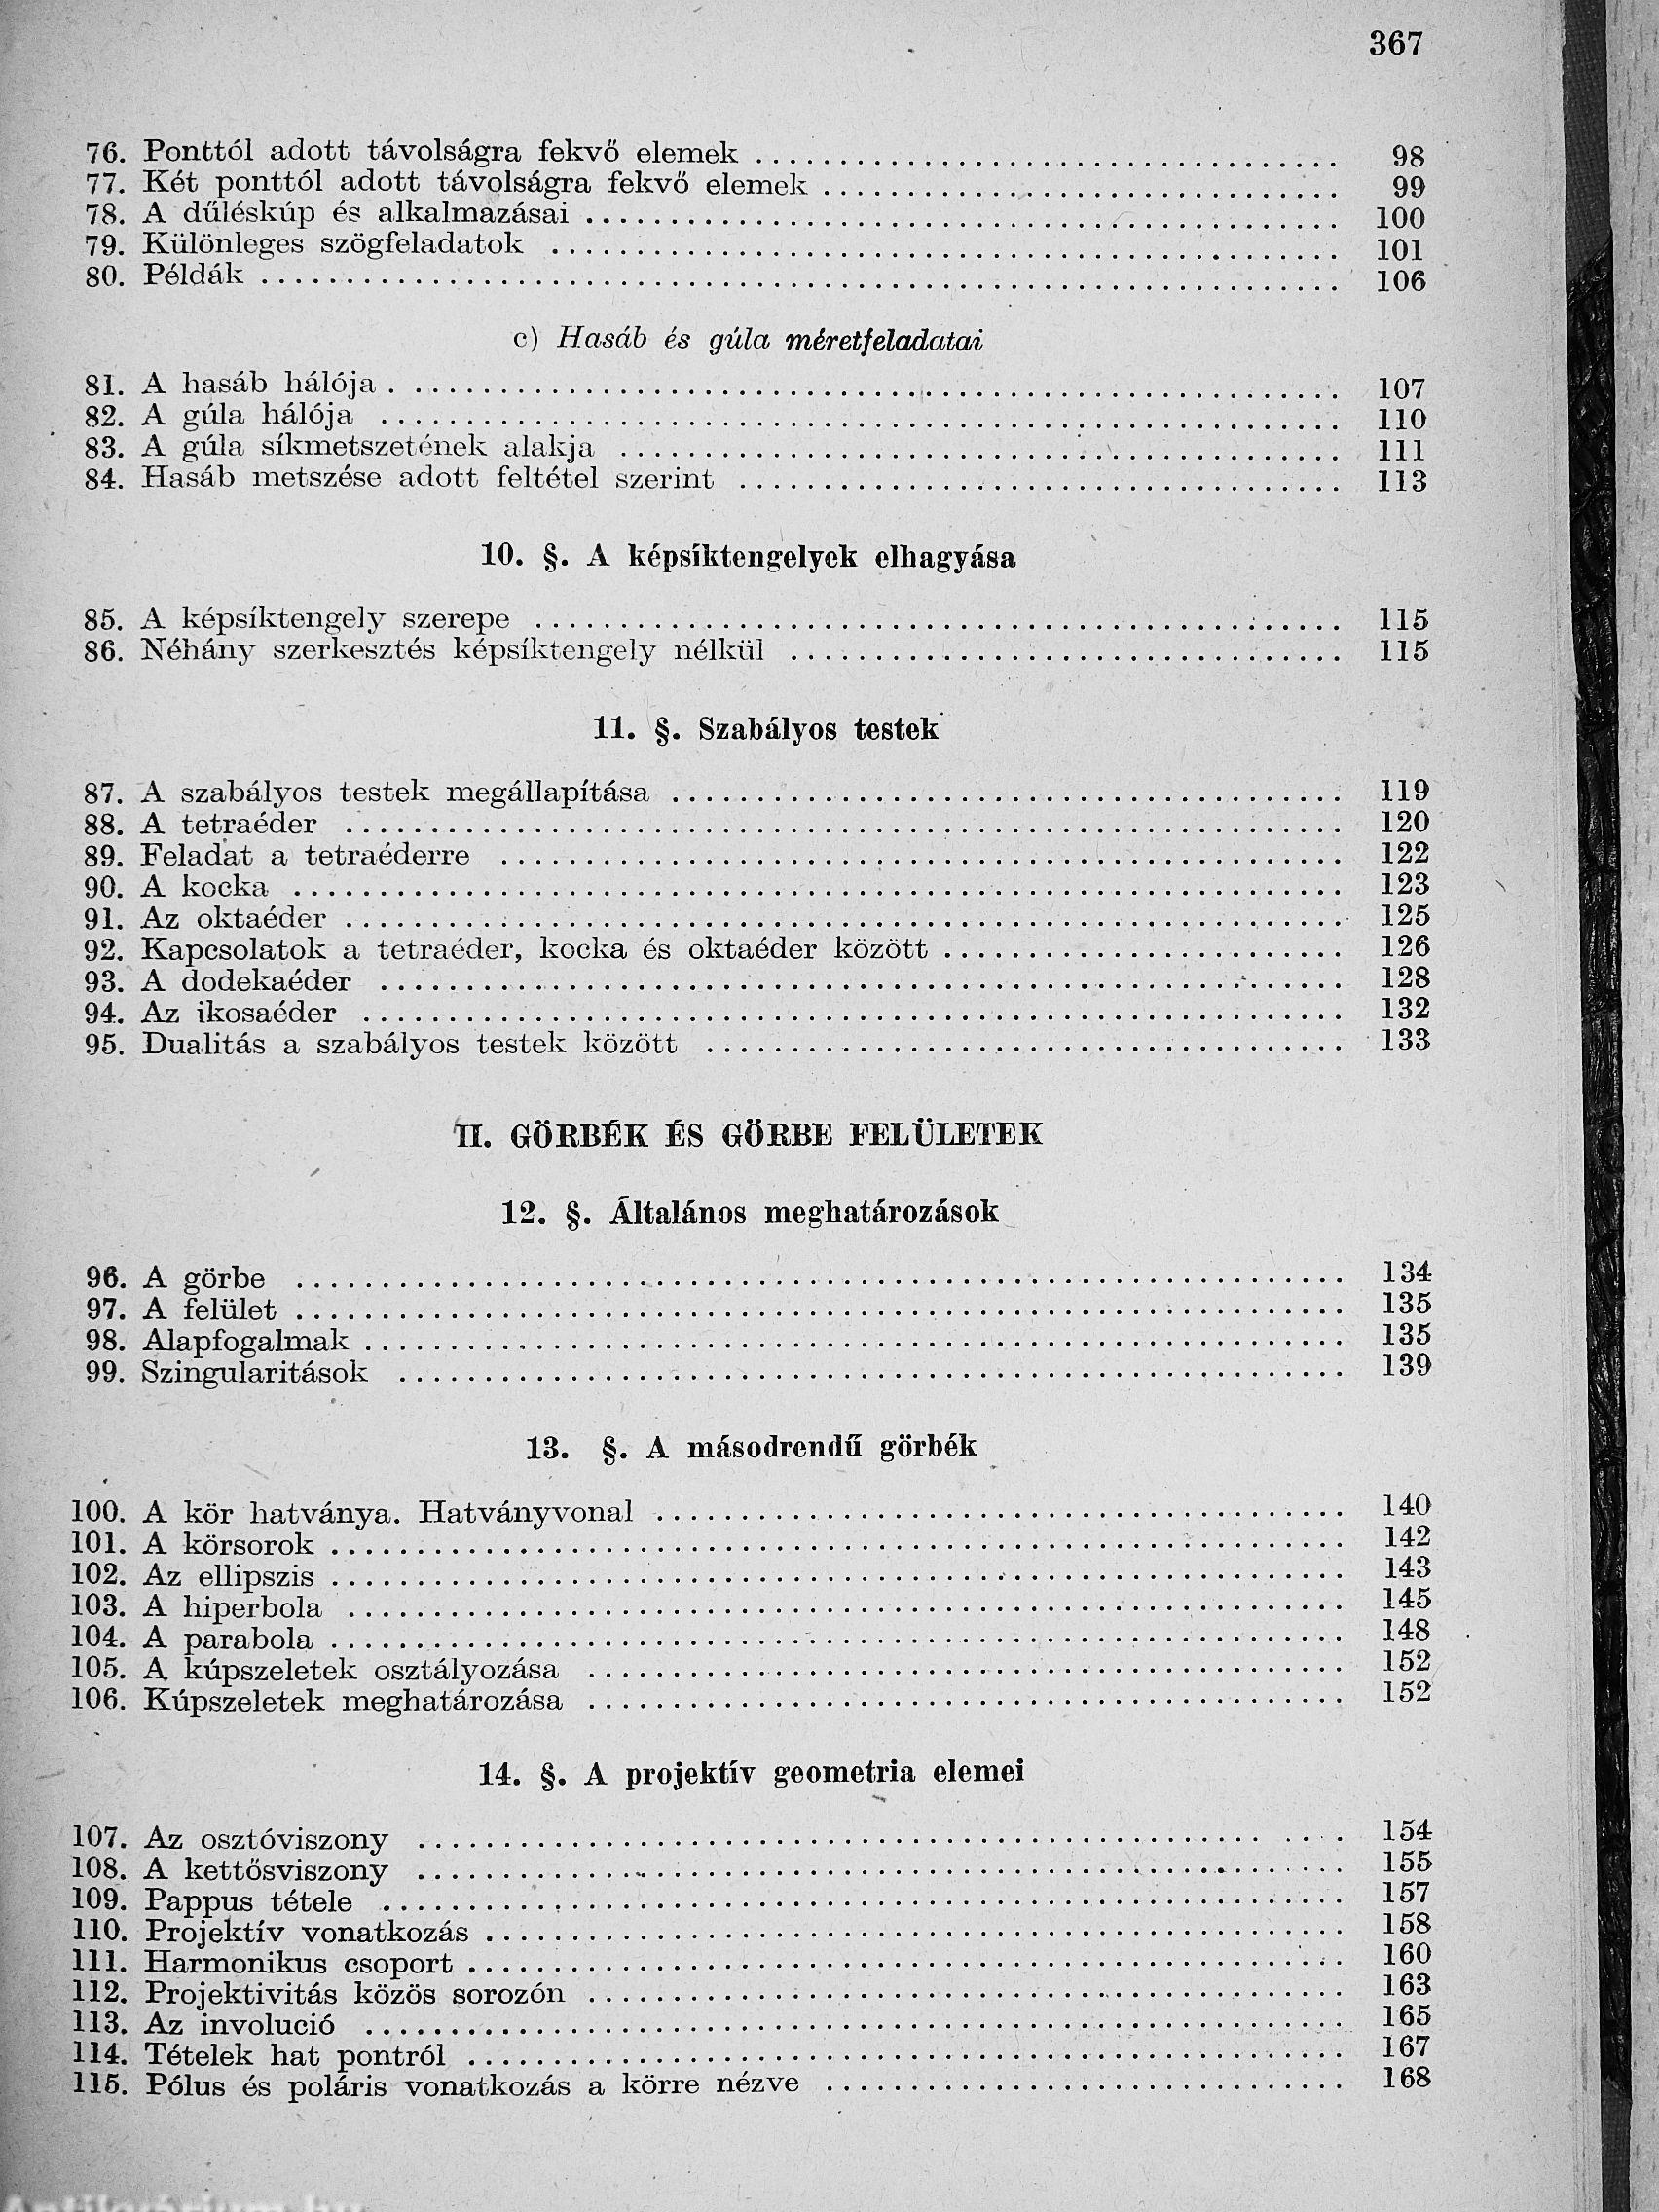 367
76. Ponttól adott távolságra fekvő elemek 98
77. Két ponttól adott távolságra fekvő elemek 99
78. A dűléskúp és alkalmazásai 100
79. Különleges szögfeladatok 101
80. Példák 106
c) Hasáb és gúla méretfeladatai
81. A hasáb hálója 107
82. A gúla hálója 110
83. A gúla síkmetszetének alakja 111
84. Hasáb metszése adott feltétel szerint 113
10. §. A képsíktengelyek elhagyása
85. A képsíktengely szerepe 115
86. Néhány szerkesztés képsíktengely nélkül 115
11. §. Szabályos testek
87. A szabályos testek megállapítása 119
88. A tetraéder 120
89. Feladat a tetraéderre 122
90. A kocka 123
91. Az oktaéder 125
92. Kapcsolatok a tetraéder, kocka és oktaéder között 126
93. A dodekaéder 128
94. Az ikosaéder 132
95. Dualitás a szabályos testek között 133
II. GÖRBÉK ÉS GÖRBE FELÜLETEK
12. §. Általános meghatározások
96. A görbe 134
97. A felület 135
98. Alapfogalmak 135
99. Szingularitások 139
13. §. A másodrendű görbék
100. A kör hatványa. Hatványvonal 140
101. A körsorok 142
102. Az ellipszis 143
103. A hiperbola 145
104. A parabola 148
105. A kúpszeletek osztályozása 152
106. Kúpszeletek meghatározása 152
14. §. A projektív geometria elemei
107. Az osztóviszony 154
108. A kettősviszony 155
109. Pappus tétele 157
110. Projektív vonatkozás 158
111. Harmonikus csoport 160
112. Projektivitás közös sorozón 163
113. Az involució 165
114. Tételek hat pontról 167
115. Pólus és poláris vonatkozás a körre nézve 168